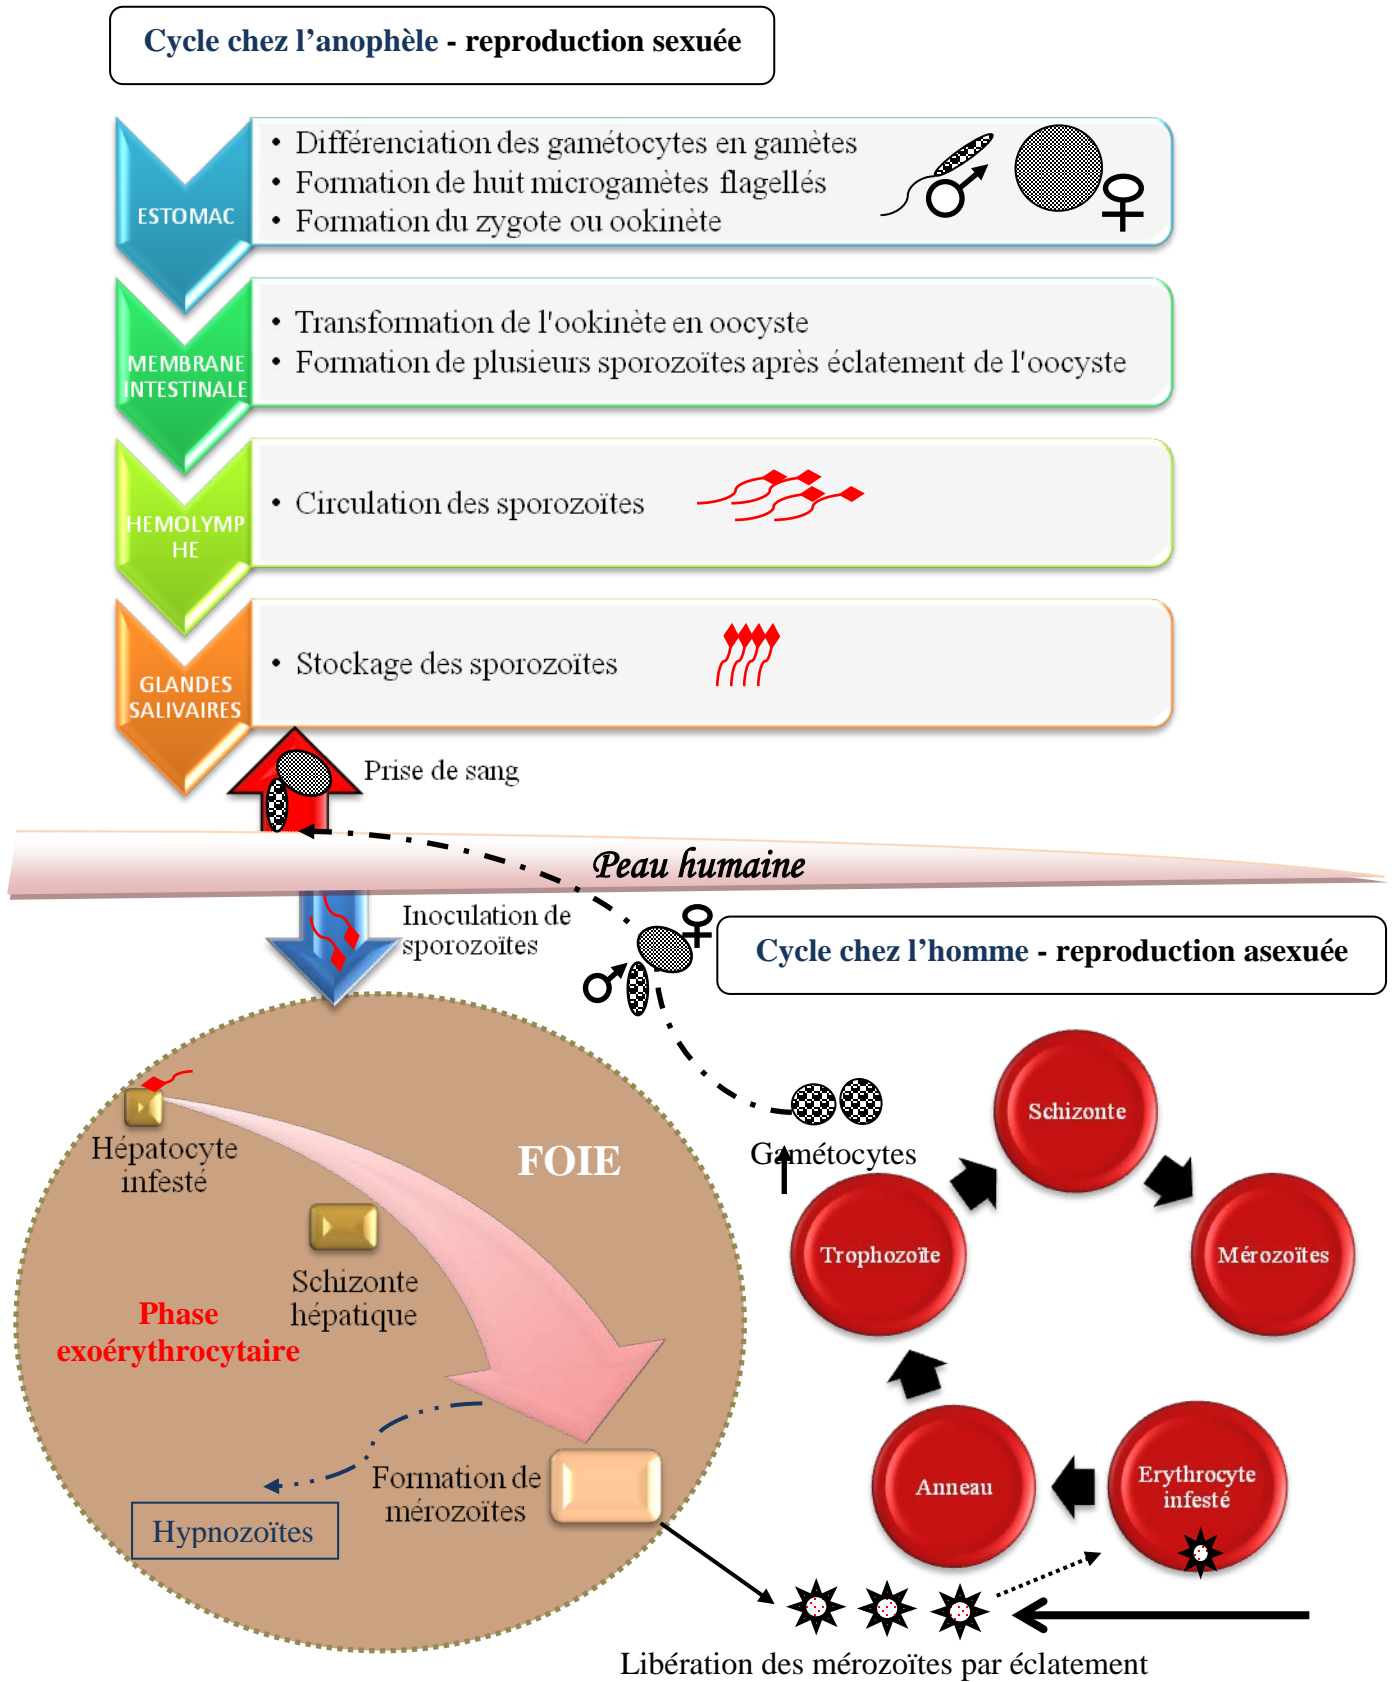 Cycle chez l’anophèle - reproduction sexuée
ESTOMAC
• Différenciation des gamétocytes en gamètes
• Formation de huit microgamètes flagellés
• Formation du zygote ou ookinète
MEMBRANE
INTESTINALE
• Transformation de l'ookinète en oocyste
• Formation de plusieurs sporozoïtes après éclatement de l'oocyste
HEMOLYMP
HE
• Circulation des sporozoïtes
GLANDES
SALIVAIRES
• Stockage des sporozoïtes
Prise de sang
Peau humaine
Inoculation de
sporozoïtes
Cycle chez l’homme - reproduction asexuée
Hépatocyte
infesté
FOIE
Schizonte
hépatique
Phase
exoérythrocytaire
Formation de
mérozoïtes
Hypnozoïtes
Gamétocytes
Schizonte
Trophozoïte
Mérozoïtes
Anneau
Erythrocyte
infesté
Libération des mérozoïtes par éclatement